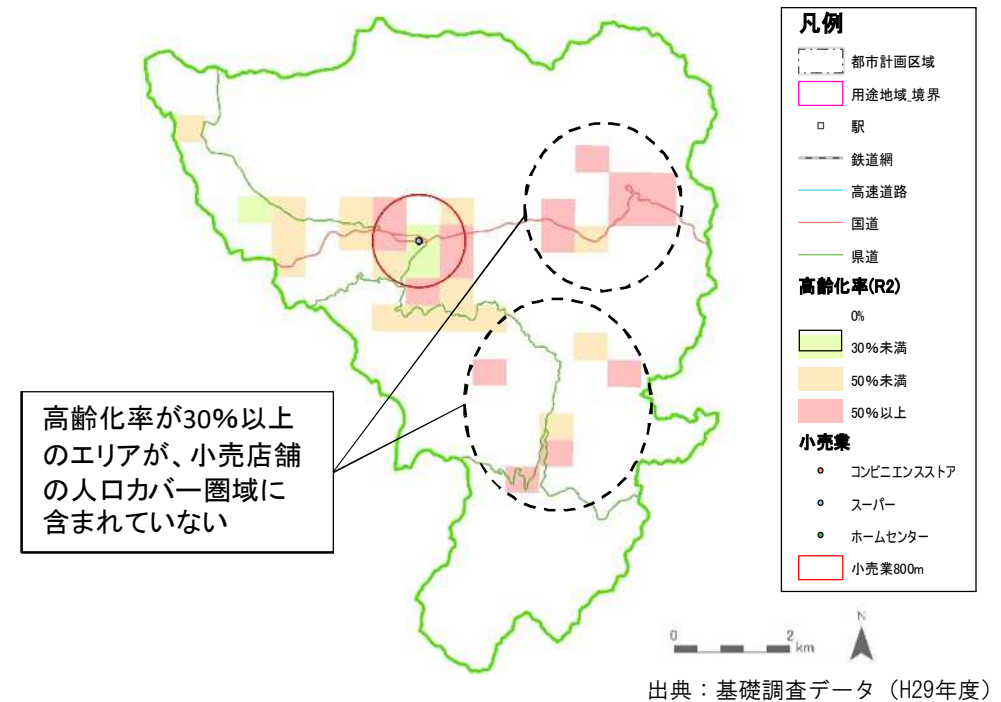 凡例
都市計画区域
用途地域_境界
駅
鉄道網
高速道路
国道
県道
高齢化率(R2)
0%
30%未満
50%未満
50%以上
小売業
コンビニエンスストア
スーパー
ホームセンター
小売業800m
高齢化率が30%以上
のエリアが、小売店舗
の人口カバー圏域に
含まれていない
0 2
km
N
出典：基礎調査データ（H29年度）